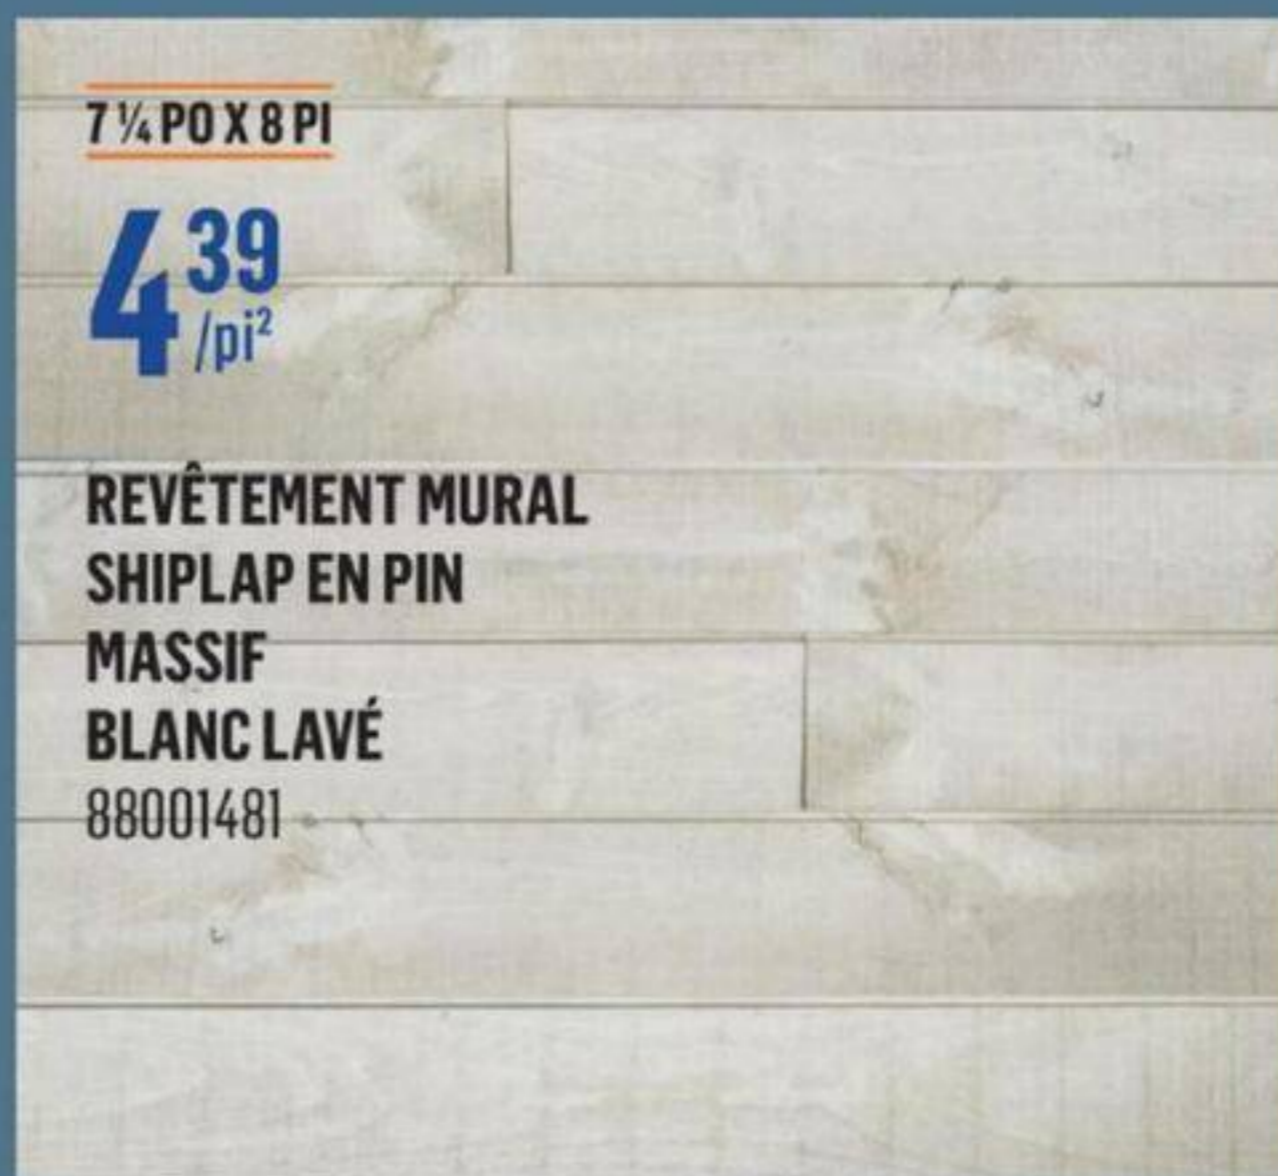 7 ¼ PO X 8 PI
4 39
/pi²
REVÊTEMENT MURAL
SHIPLAP EN PIN
MASSIF
BLANC LAVÉ
88001481